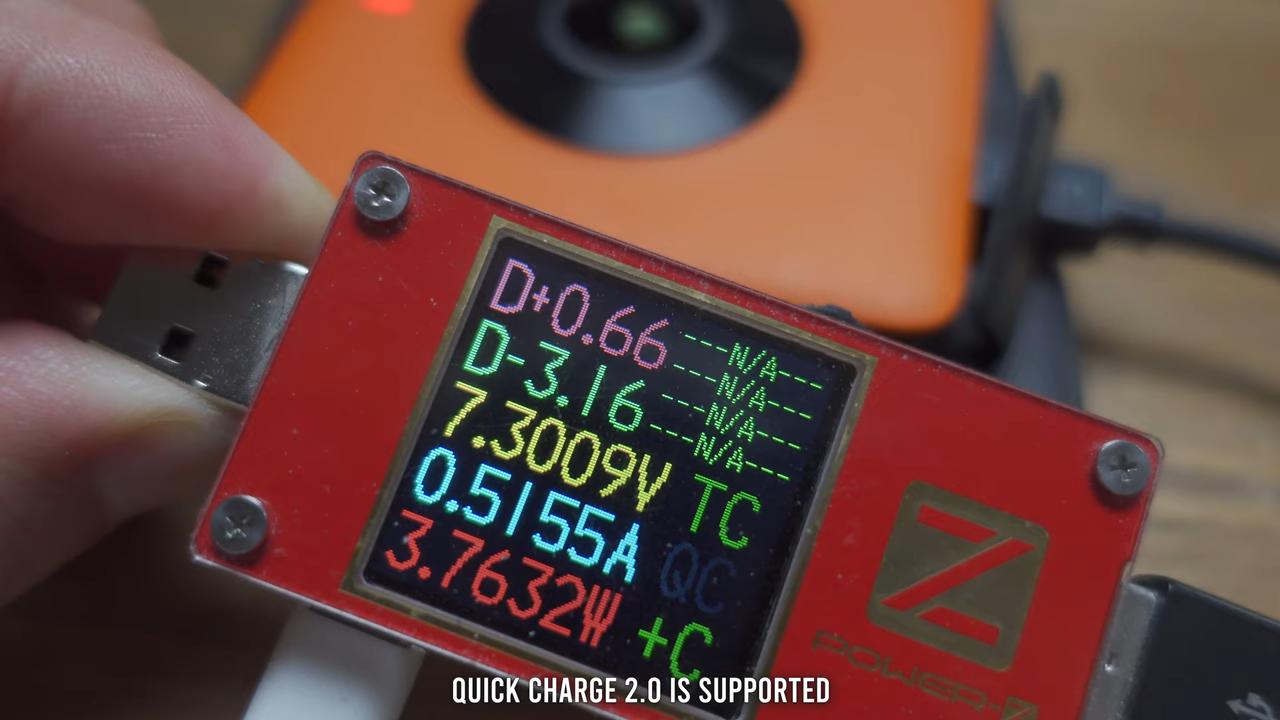 D+0.66
---N/A---
D-3.16
---N/A---
---N/A---
---N/A---
7.3009V
TC
0.5155A
QC
3.7632W
+C
Z
POWER-Z
QUICK CHARGE 2.0 IS SUPPORTED